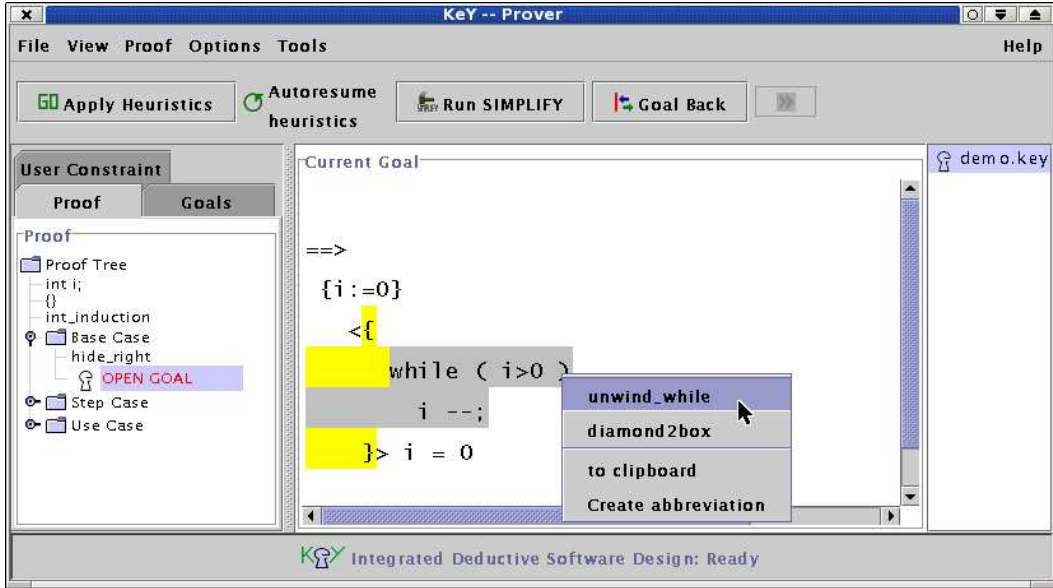 KeY -- Prover
File View Proof Options Tools Help
GO Apply Heuristics
Autoresume
heuristics
Run SIMPLIFY
Goal Back
User Constraint
Proof Goals
Proof
Proof Tree
int i;
{}
int_induction
Base Case
hide_right
OPEN GOAL
Step Case
Use Case
Current Goal
==>
{i:=0}
<{
while ( i>0 )
i --;
}> i = 0
unwind_while
diamond2box
to clipboard
Create abbreviation
demo.key
KeY Integrated Deductive Software Design: Ready